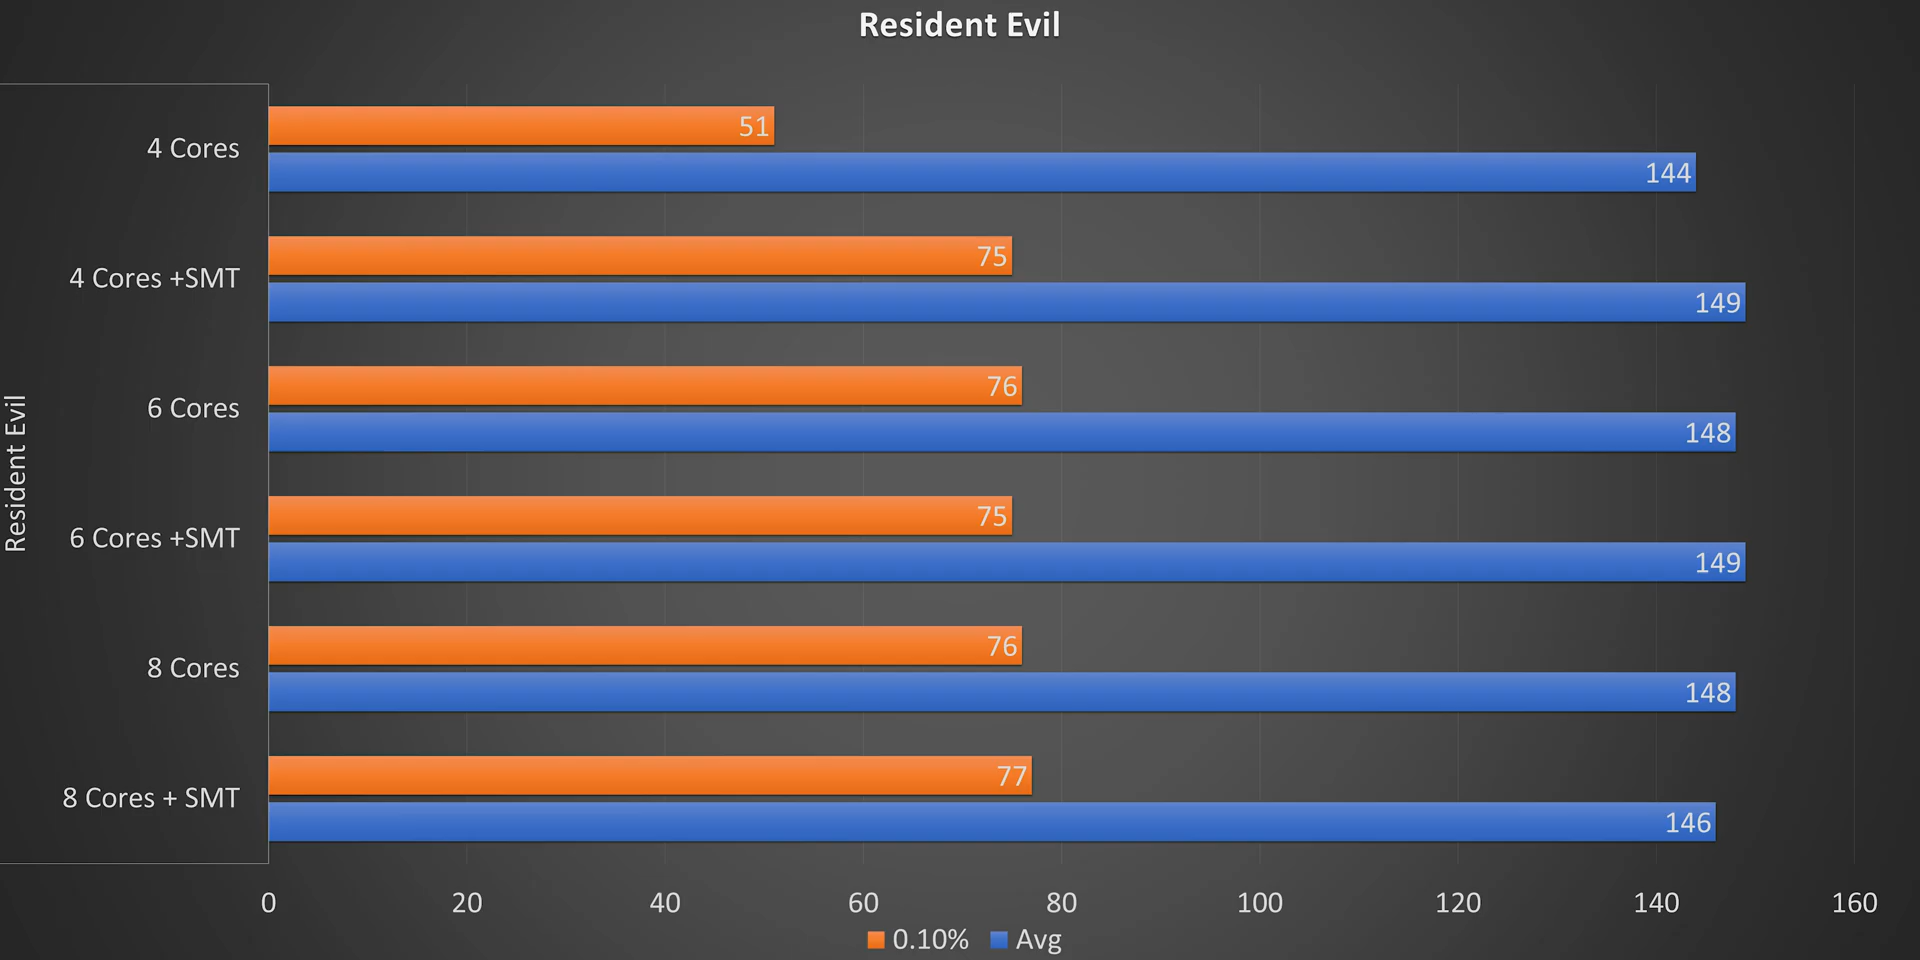 Resident Evil
Resident Evil
4 Cores
51
144
4 Cores +SMT
75
149
6 Cores
76
148
6 Cores +SMT
75
149
8 Cores
76
148
8 Cores + SMT
77
146
0 20 40 60 80 100 120 140 160
0.10% Avg